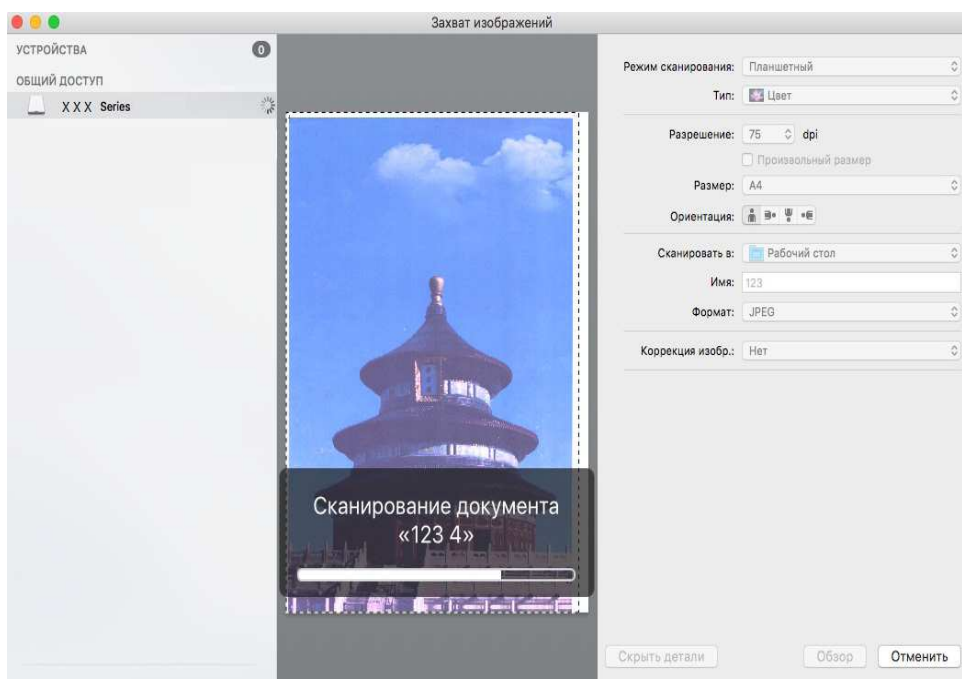 Захват изображений
УСТРОЙСТВА 0
ОБЩИЙ ДОСТУП
X X X Series
Режим сканирования: Планшетный
Тип: Цвет
Разрешение: 75 dpi
Произвольный размер
Размер: A4
Ориентация:
Сканировать в: Рабочий стол
Имя: 123
Формат: JPEG
Коррекция изобр.: Нет
Сканирование документа
«123 4»
Скрыть детали Обзор Отменить